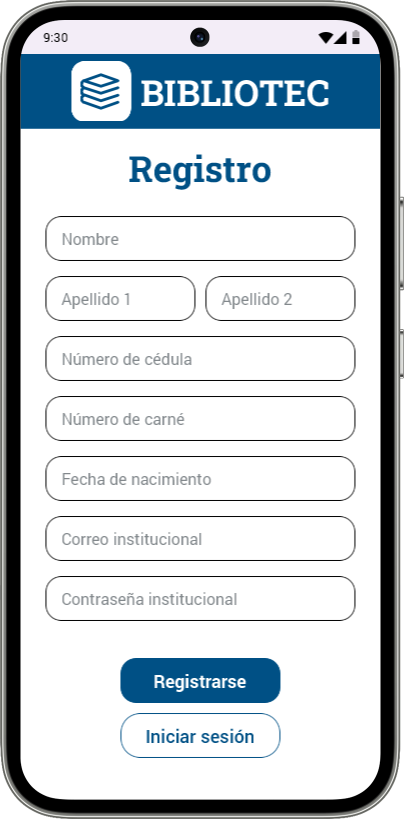 9:30
BIBLIOTEC
Registro
Nombre
Apellido 1 Apellido 2
Número de cédula
Número de carné
Fecha de nacimiento
Correo institucional
Contraseña institucional
Registrarse
Iniciar sesión